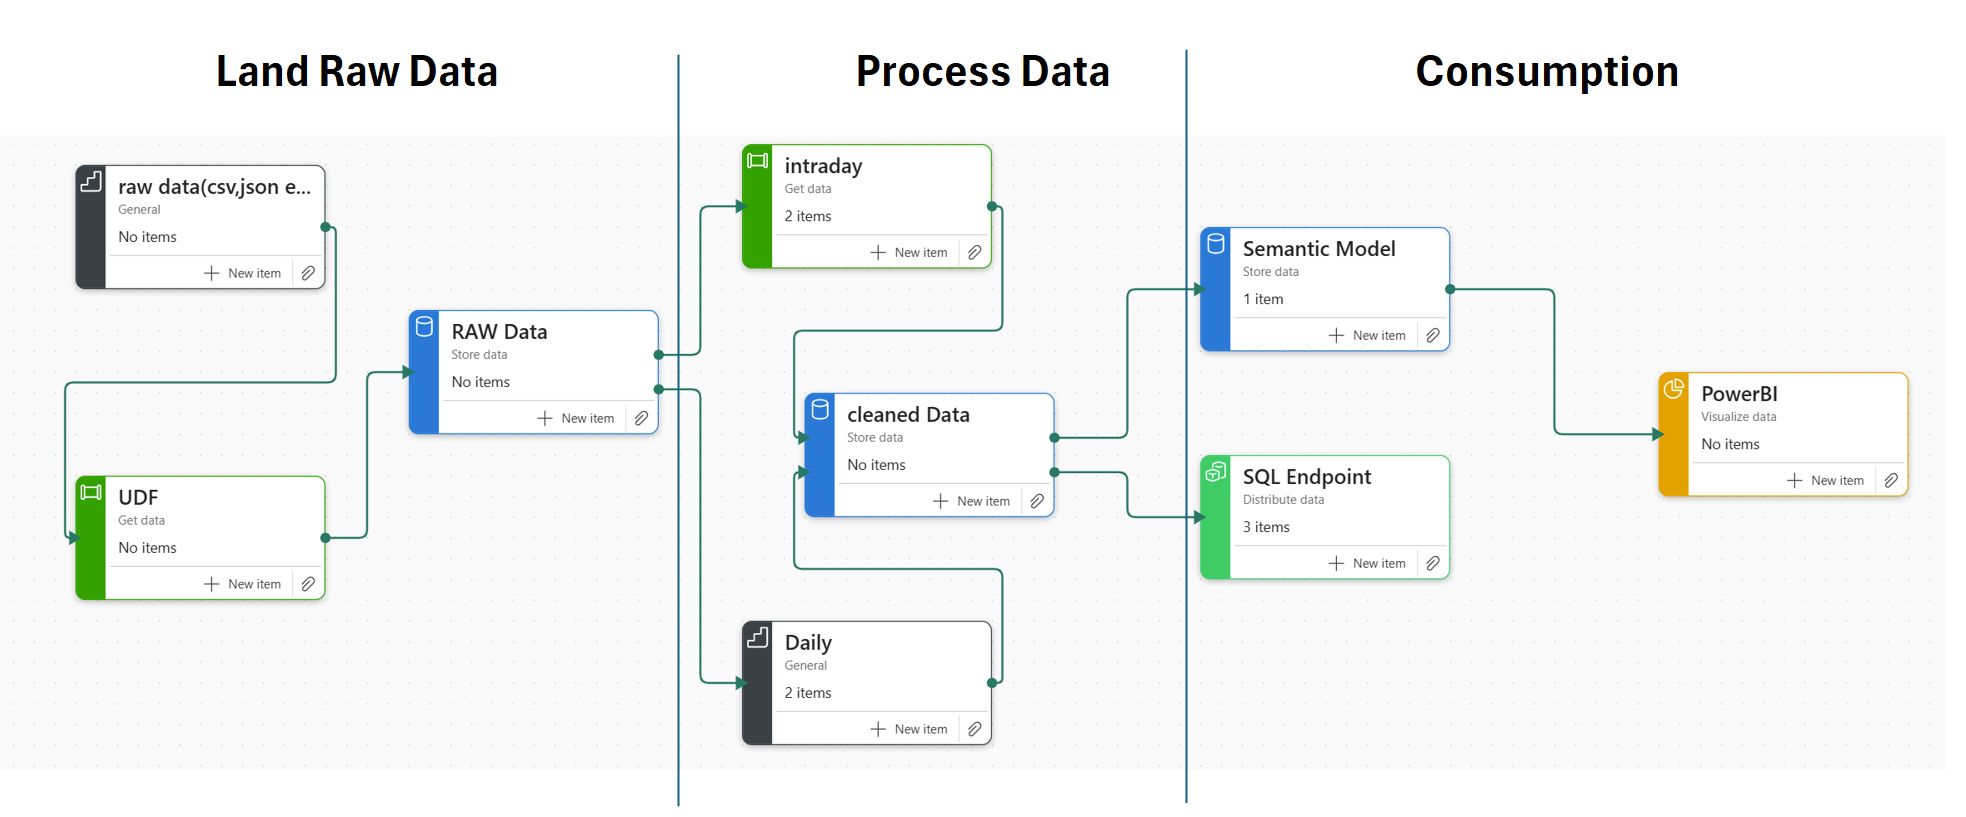 Land Raw Data
Process Data
Consumption
raw data(csv,json e...
General
No items
New item
UDF
Get data
No items
New item
RAW Data
Store data
No items
New item
intraday
Get data
2 items
New item
cleaned Data
Store data
No items
New item
Daily
General
2 items
New item
Semantic Model
Store data
1 item
New item
SQL Endpoint
Distribute data
3 items
New item
PowerBI
Visualize data
No items
New item